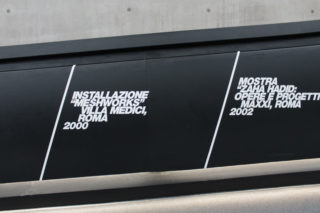 INSTALLAZIONE
"MESHWORKS"
VILLA MEDICI,
ROMA
2000
MOSTRA
"ZAHA HADID:
OPERE E PROGETTI
MAXXI, ROMA
2002